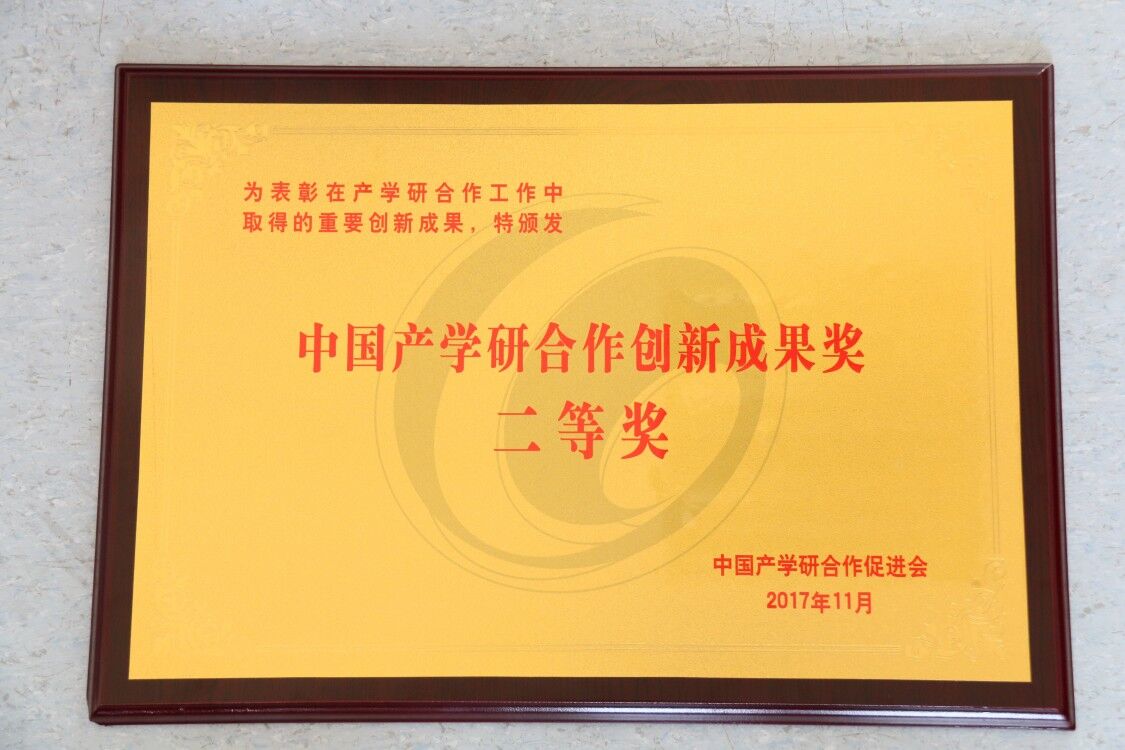 为表彰在产学研合作工作中
取得的重要创新成果，特颁发
中国产学研合作创新成果奖
二等奖
中国产学研合作促进会
2017年11月